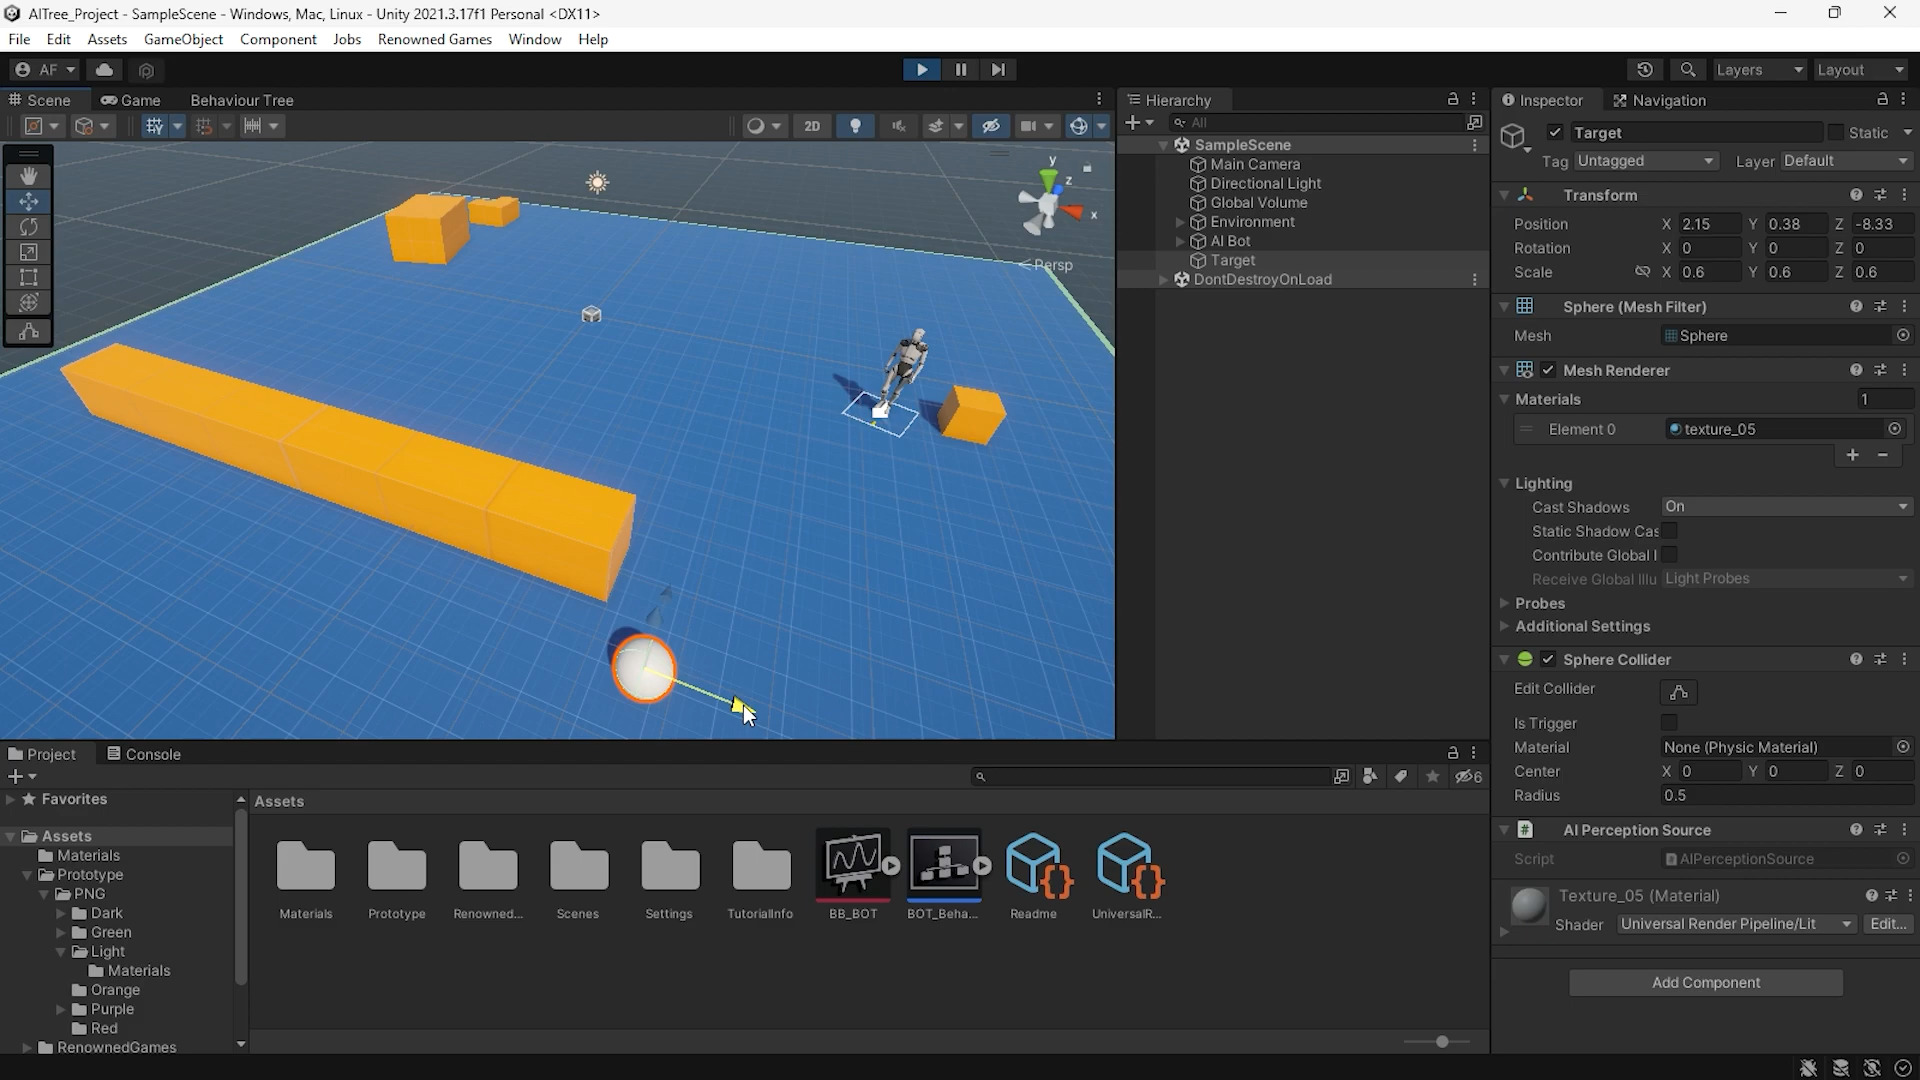 AITree_Project - SampleScene - Windows, Mac, Linux - Unity 2021.3.17f1 Personal <DX11>
File Edit Assets GameObject Component Jobs Renowned Games Window Help
AF
Layers
Layout
Scene
Game
Behaviour Tree
2D
y
z
x
Persp
Hierarchy
All
SampleScene
Main Camera
Directional Light
Global Volume
Environment
AI Bot
Target
DontDestroyOnLoad
Inspector
Navigation
Target
Static
Tag Untagged Layer Default
Transform
Position X 2.15 Y 0.38 Z -8.33
Rotation X 0 Y 0 Z 0
Scale X 0.6 Y 0.6 Z 0.6
Sphere (Mesh Filter)
Mesh Sphere
Mesh Renderer
Materials 1
Element 0 texture_05
Lighting
Cast Shadows On
Static Shadow Cas
Contribute Global I
Receive Global Illu Light Probes
Probes
Additional Settings
Sphere Collider
Edit Collider
Is Trigger
Material None (Physic Material)
Center X 0 Y 0 Z 0
Radius 0.5
# AI Perception Source
Script AIPerceptionSource
Texture_05 (Material)
Shader Universal Render Pipeline/Lit Edit...
Add Component
Project
Console
6
Favorites
Assets
Materials
Prototype
PNG
Dark
Green
Light
Materials
Orange
Purple
Red
RenownedGames
Assets
Materials
Prototype
Renowned...
Scenes
Settings
TutorialInfo
BB_BOT
BOT_Beha...
Readme
UniversalR...